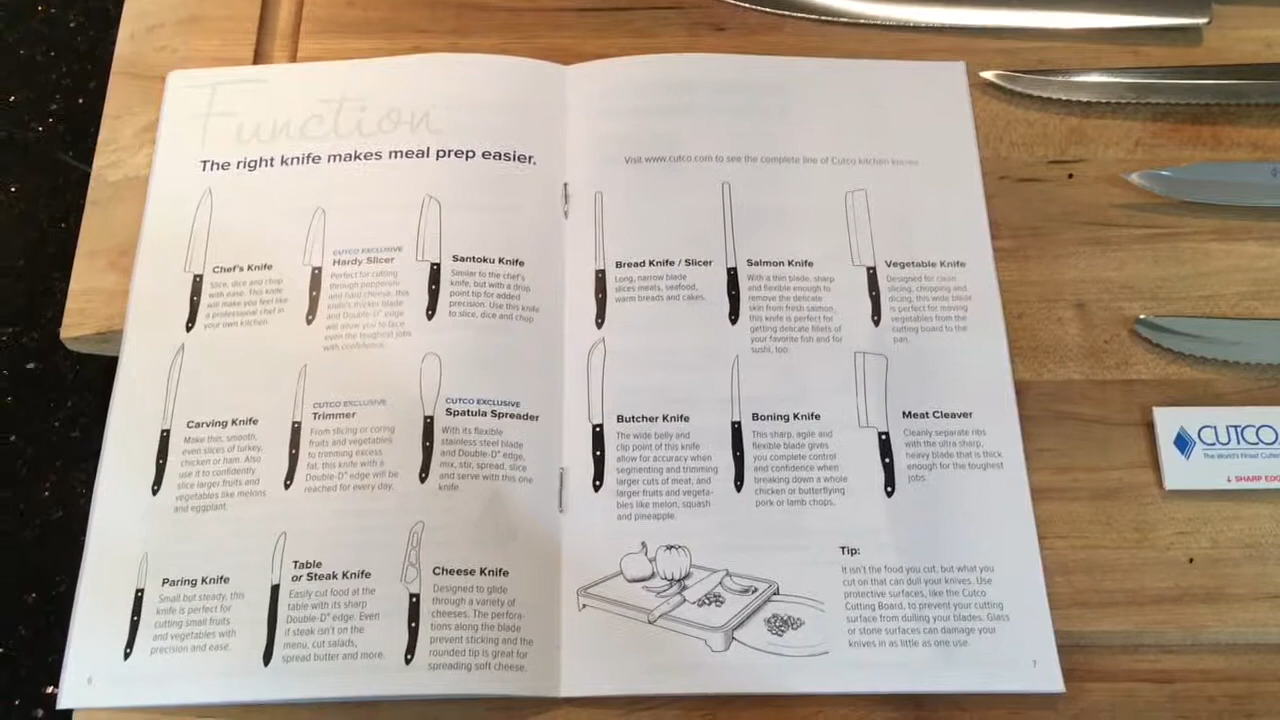 Function
The right knife makes meal prep easier.
Chef's Knife
Slice, dice and chop
with ease. This knife
will make you feel like
a professional chef in
your own kitchen.
CUTCO EXCLUSIVE
Hardy Slicer
Perfect for cutting
through pepperoni
and hard cheese, this
knife's thicker blade
and Double-D® edge
will allow you to face
even the toughest jobs
with confidence.
Santoku Knife
Similar to the chef's
knife, but with a drop
point tip for added
precision. Use this knife
to slice, dice and chop
Carving Knife
Make thin, smooth,
even slices of turkey,
chicken or ham. Also
use it to confidently
slice larger fruits and
vegetables like melons
and eggplant.
CUTCO EXCLUSIVE
Trimmer
From slicing or coring
fruits and vegetables
to trimming excess
fat, this knife with a
Double-D® edge will be
reached for every day.
CUTCO EXCLUSIVE
Spatula Spreader
With its flexible
stainless steel blade
and Double-D® edge,
mix, stir, spread, slice
and serve with this one
knife.
Paring Knife
Small but steady, this
knife is perfect for
cutting small fruits
and vegetables with
precision and ease.
Table
or Steak Knife
Easily cut food at the
table with its sharp
Double-D® edge. Even
if steak isn't on the
menu, cut salads,
spread butter and more.
Cheese Knife
Designed to glide
through a variety of
cheeses. The perfora-
tions along the blade
prevent sticking and the
rounded tip is great for
spreading soft cheese.
6
Visit www.cutco.com to see the complete line of Cutco kitchen knives
Bread Knife / Slicer
Long, narrow blade
slices meats, seafood,
warm breads and cakes.
Salmon Knife
With a thin blade, sharp
and flexible enough to
remove the delicate
skin from fresh salmon,
this knife is perfect for
getting delicate fillets of
your favorite fish and for
sushi, too.
Vegetable Knife
Designed for clean
slicing, chopping and
dicing, this wide blade
is perfect for moving
vegetables from the
cutting board to the
pan.
Butcher Knife
The wide belly and
clip point of this knife
allow for accuracy when
segmenting and trimming
larger cuts of meat, and
larger fruits and vegeta-
bles like melon, squash
and pineapple.
Boning Knife
This sharp, agile and
flexible blade gives
you complete control
and confidence when
breaking down a whole
chicken or butterflying
pork or lamb chops.
Meat Cleaver
Cleanly separate ribs
with the ultra sharp,
heavy blade that is thick
enough for the toughest
jobs.
Tip:
It isn't the food you cut, but what you
cut on that can dull your knives. Use
protective surfaces, like the Cutco
Cutting Board, to prevent your cutting
surface from dulling your blades. Glass
or stone surfaces can damage your
knives in as little as one use.
7
CUTCO
The World's Finest Cutler
↓ SHARP EDG